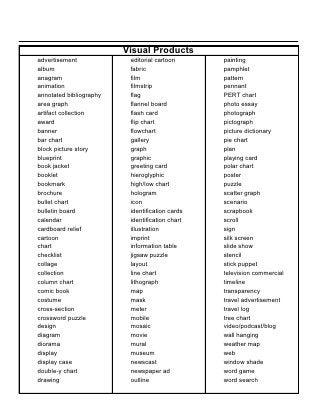 Visual Products
advertisement
album
anagram
animation
annotated bibliography
area graph
artifact collection
award
banner
bar chart
block picture story
blueprint
book jacket
booklet
bookmark
brochure
bullet chart
bulletin board
calendar
cardboard relief
cartoon
chart
checklist
collage
collection
column chart
comic book
costume
cross-section
crossword puzzle
design
diagram
diorama
display
display case
double-y chart
drawing
editorial cartoon
fabric
film
filmstrip
flag
flannel board
flash card
flip chart
flowchart
gallery
graph
graphic
greeting card
hieroglyphic
high/low chart
hologram
icon
identification cards
identification chart
illustration
imprint
information table
jigsaw puzzle
layout
line chart
lithograph
map
mask
meter
mobile
mosaic
movie
mural
museum
newscast
newspaper ad
outline
painting
pamphlet
pattern
pennant
PERT chart
photo essay
photograph
pictograph
picture dictionary
pie chart
plan
playing card
polar chart
poster
puzzle
scatter graph
scenario
scrapbook
scroll
sign
silk screen
slide show
stencil
stick puppet
television commercial
timeline
transparency
travel advertisement
travel log
tree chart
video/podcast/blog
wall hanging
weather map
web
window shade
word game
word search